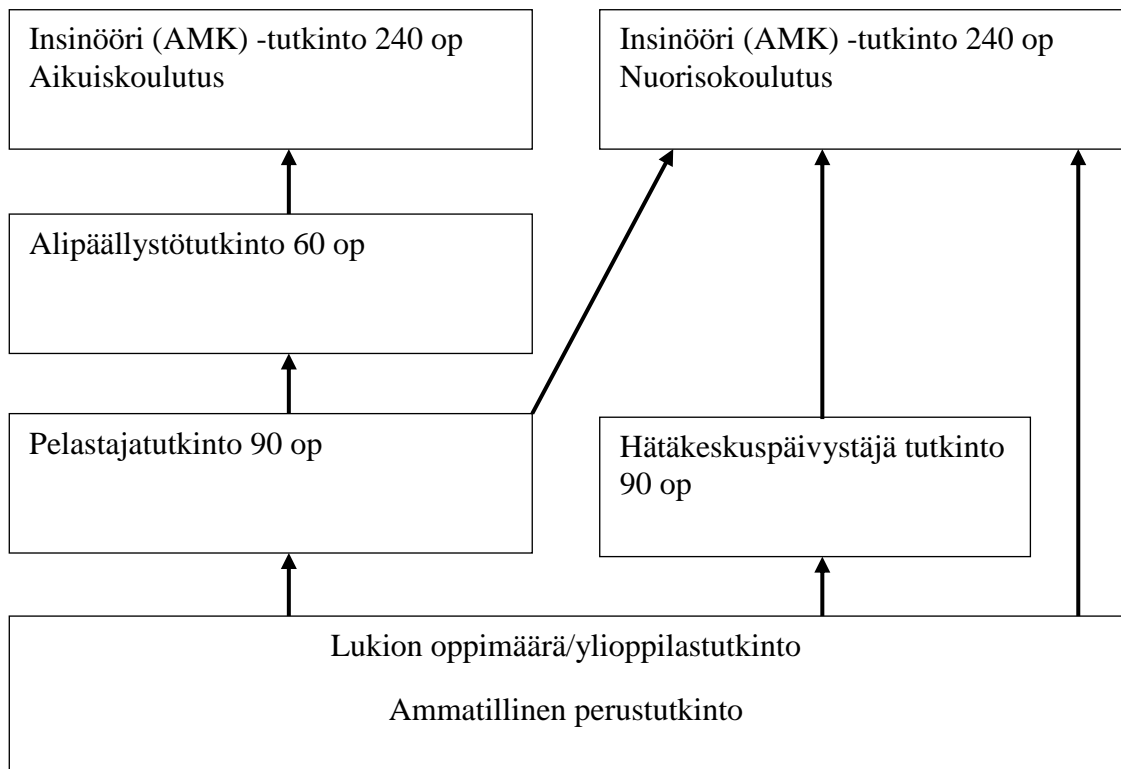 Insinööri (AMK) -tutkinto 240 op
Aikuiskoulutus
Insinööri (AMK) -tutkinto 240 op
Nuorisokoulutus
Alipäällystötutkinto 60 op
Pelastajatutkinto 90 op
Hätäkeskuspäivystäjä tutkinto
90 op
Lukion oppimäärä/ylioppilastutkinto
Ammatillinen perustutkinto